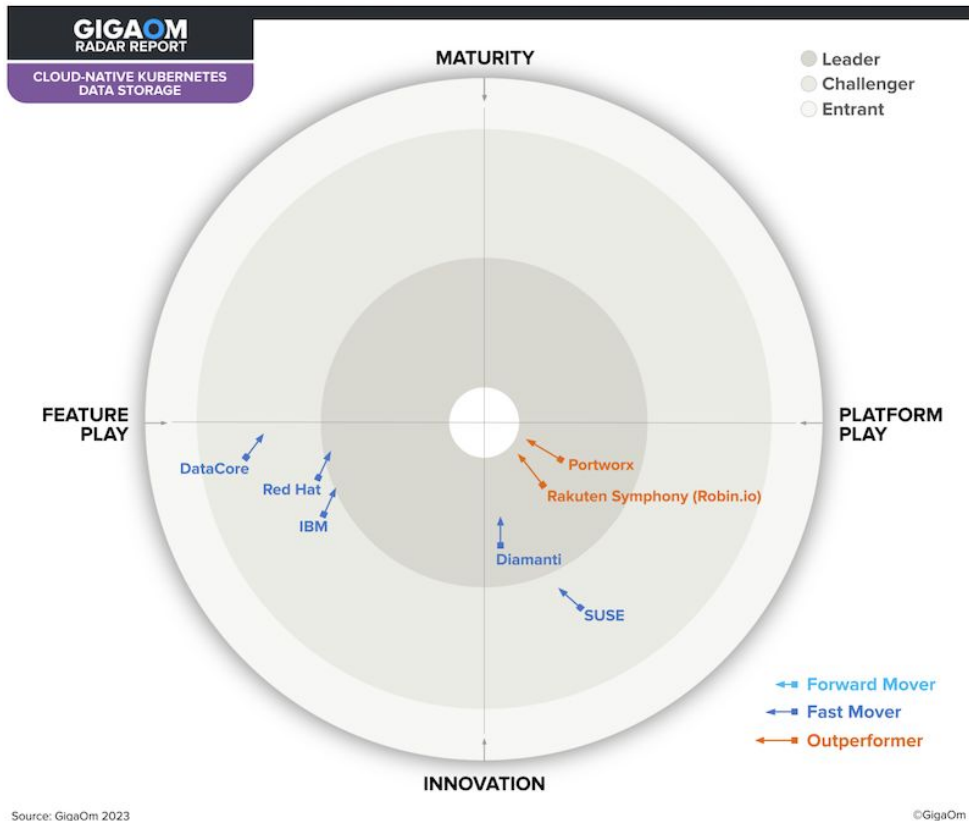 GIGAOM
RADAR REPORT
CLOUD-NATIVE KUBERNETES
DATA STORAGE
MATURITY
Leader
Challenger
Entrant
FEATURE
PLAY
PLATFORM
PLAY
DataCore
Red Hat
IBM
Portworx
Rakuten Symphony (Robin.io)
Diamanti
SUSE
Forward Mover
Fast Mover
Outperformer
INNOVATION
Source: GigaOm 2023
©GigaOm